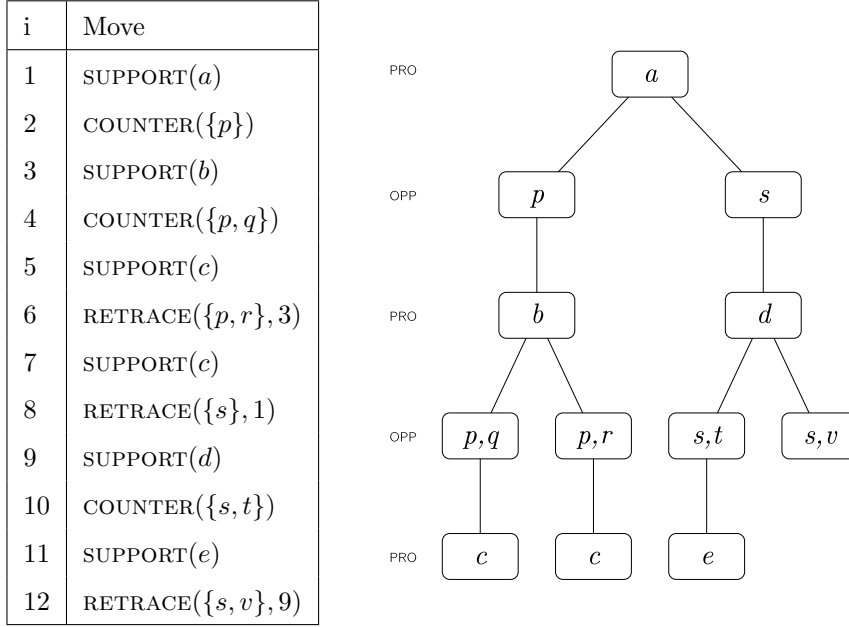 i Move
1 SUPPORT(a)
2 COUNTER({p})
3 SUPPORT(b)
4 COUNTER({p, q})
5 SUPPORT(c)
6 RETRACE({p, r}, 3)
7 SUPPORT(c)
8 RETRACE({s}, 1)
9 SUPPORT(d)
10 COUNTER({s, t})
11 SUPPORT(e)
12 RETRACE({s, v}, 9)
PRO a
OPP p s
PRO b d
OPP p,q p,r s,t s,v
PRO c c e